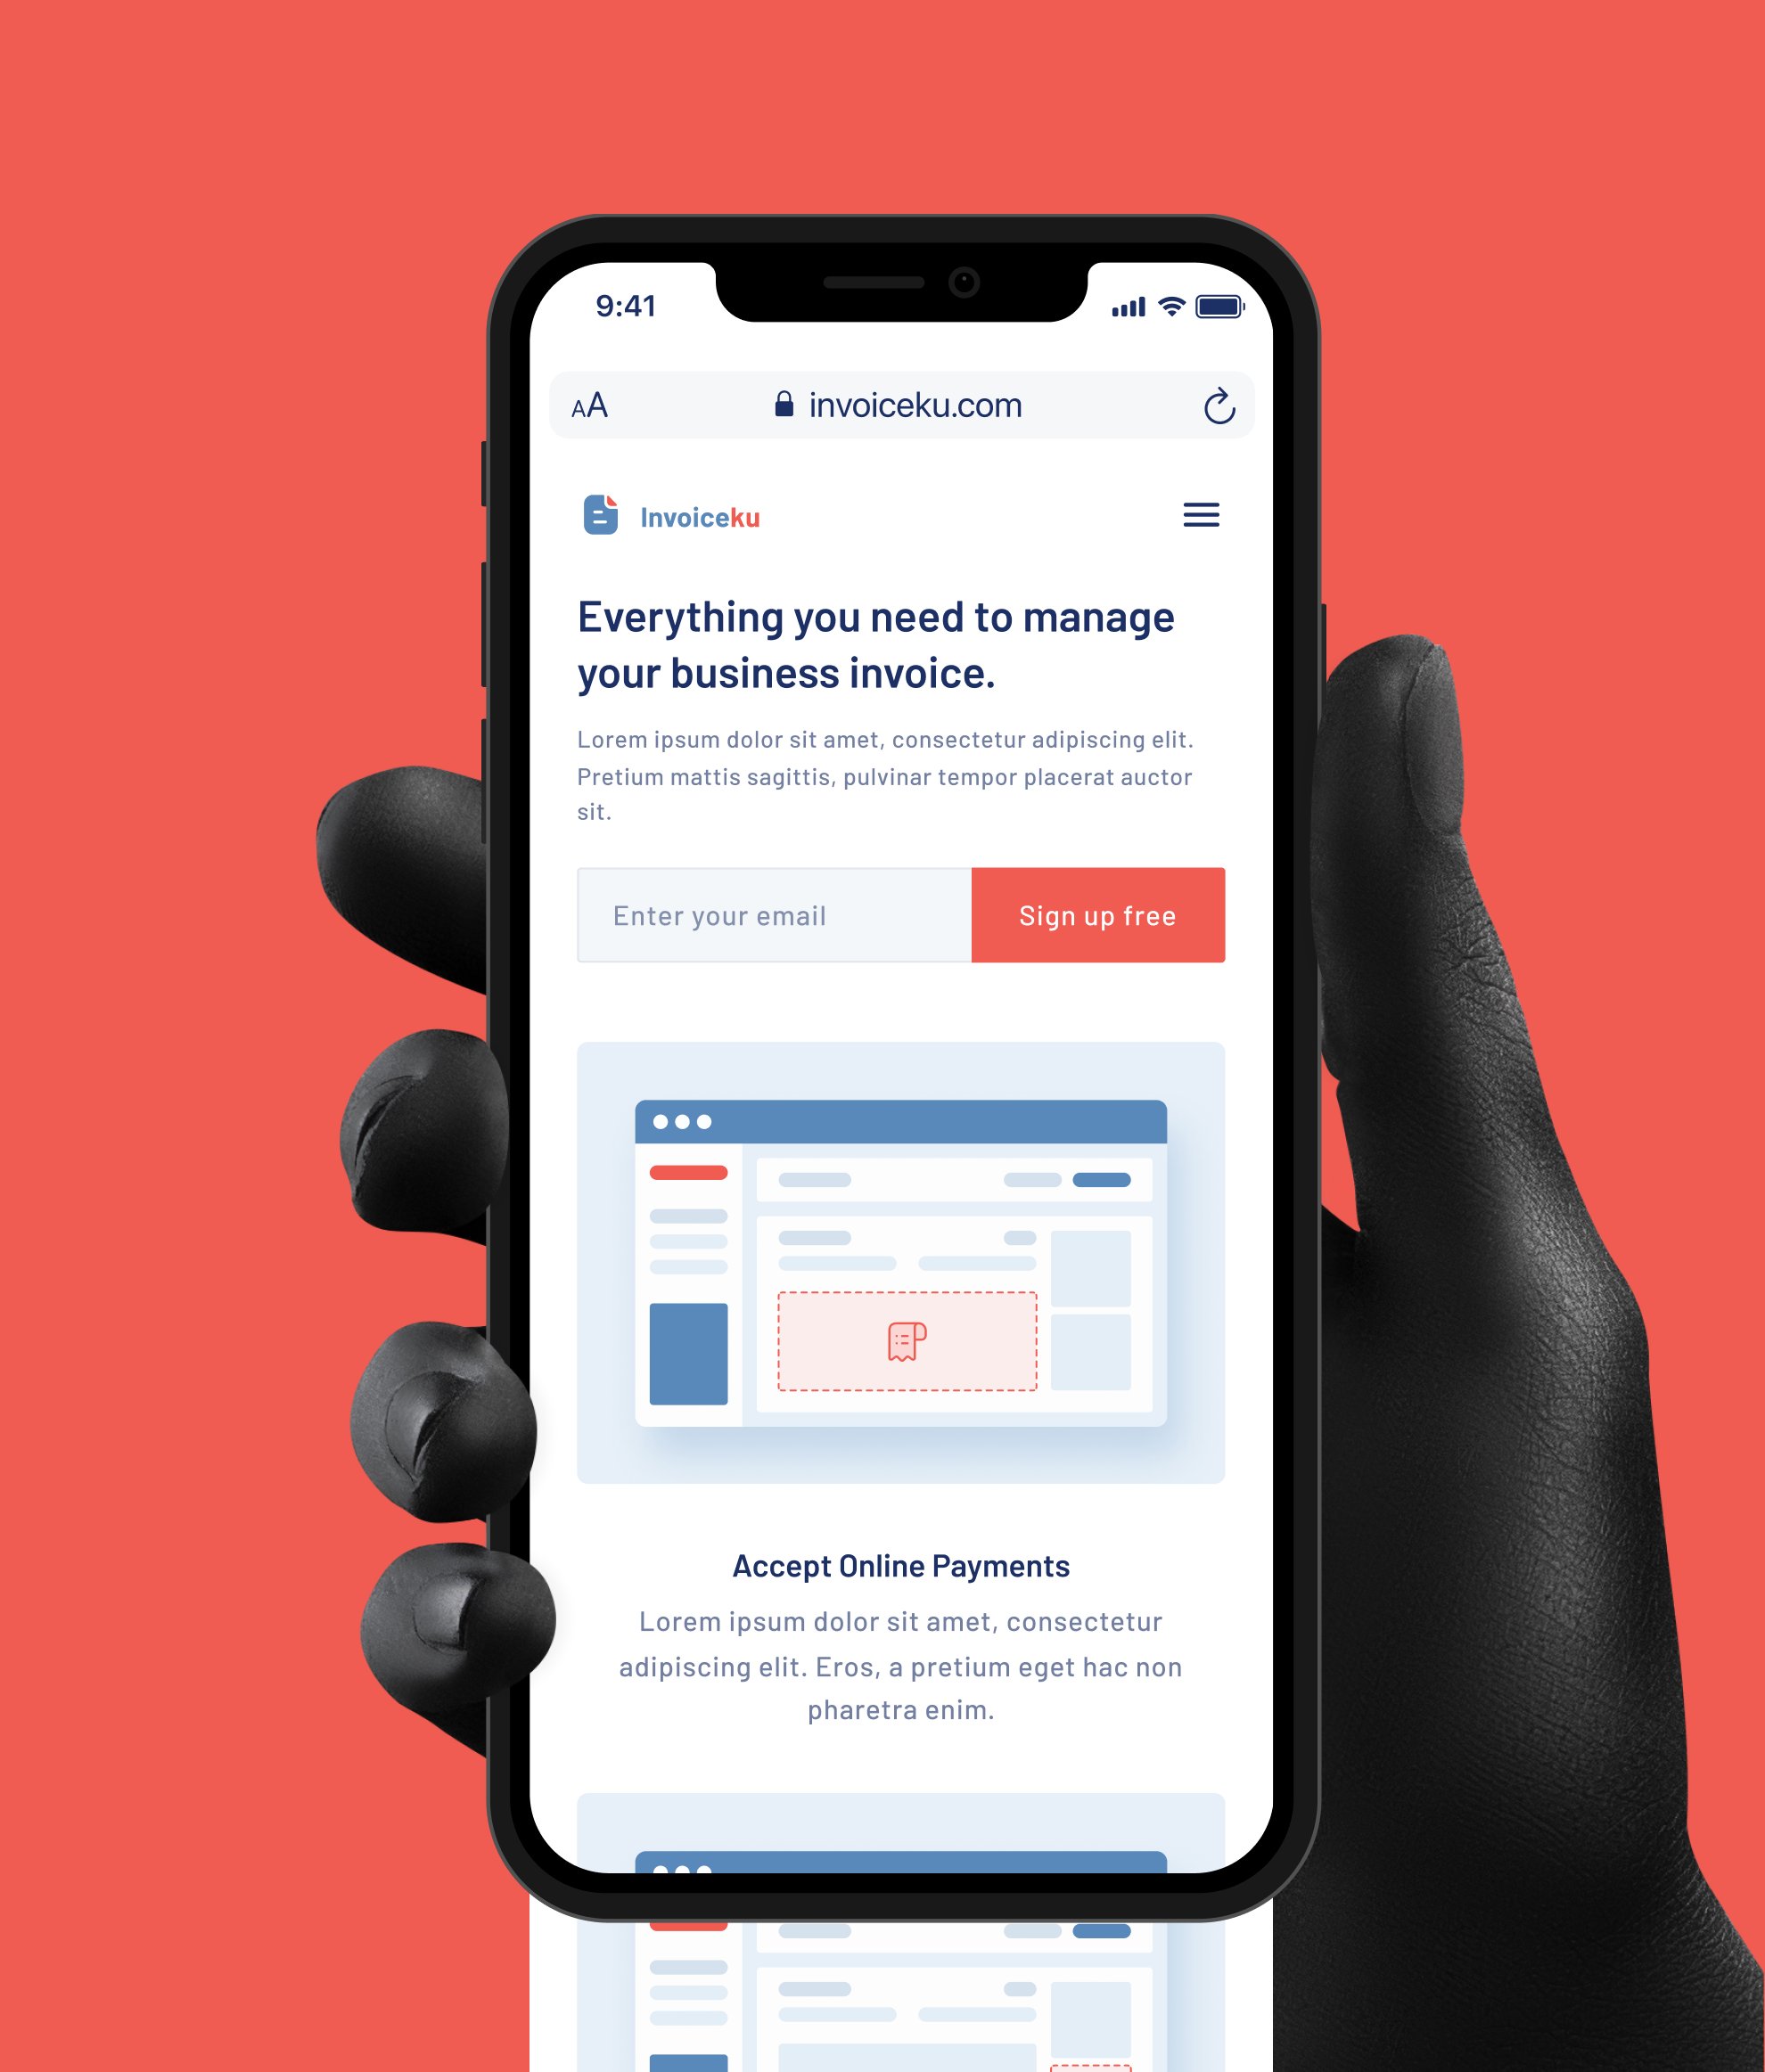 9:41
AA
invoiceku.com
Invoiceku
Everything you need to manage
your business invoice.
Lorem ipsum dolor sit amet, consectetur adipiscing elit.
Pretium mattis sagittis, pulvinar tempor placerat auctor
sit.
Enter your email
Sign up free
Accept Online Payments
Lorem ipsum dolor sit amet, consectetur
adipiscing elit. Eros, a pretium eget hac non
pharetra enim.